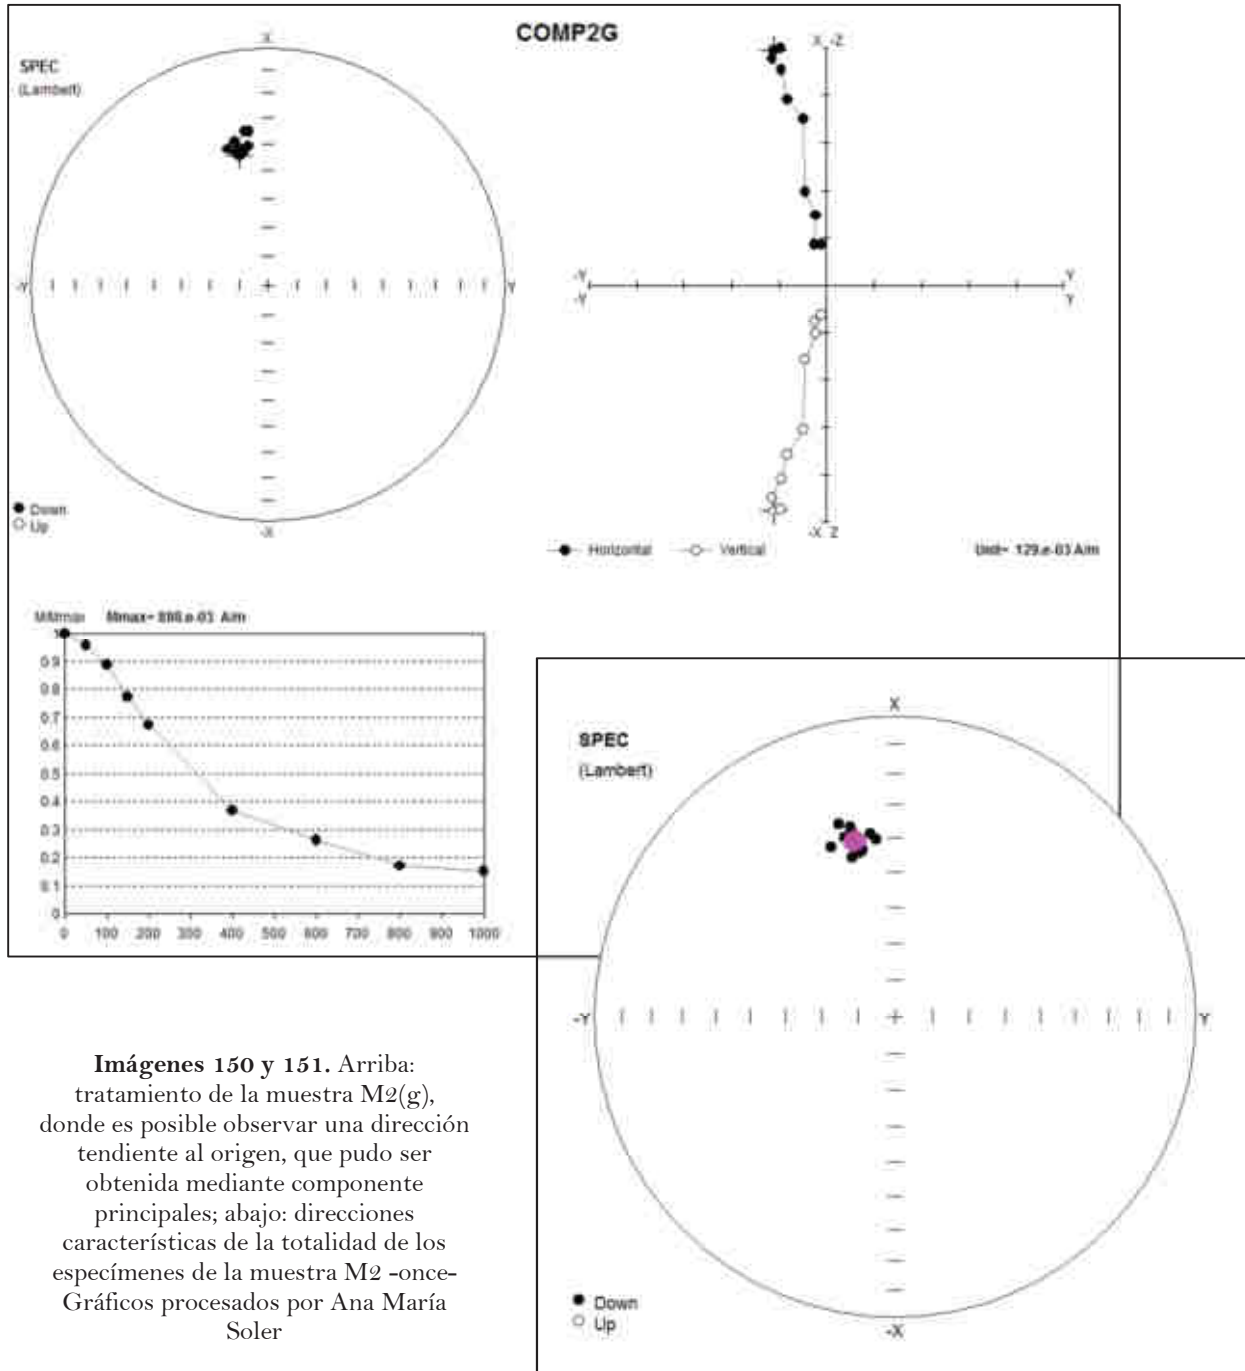 COMP2G
SPEC
(Lambert)
X
-Y
Y
-X
● Down
○ Up
X -Z
-Y Y
-Y Y
-X Z
Horizontal Vertical
Unit= 129.e-03 A/m
M/Mmax
A/m
1
0.9
0.8
0.7
0.6
0.5
0.4
0.3
0.2
0.1
0
0 100 200 300 400 500 600 700 800 900 1000
SPEC
(Lambert)
X
-Y
Y
-X
● Down
○ Up
Imágenes 150 y 151. Arriba:
tratamiento de la muestra M2(g),
donde es posible observar una dirección
tendiente al origen, que pudo ser
obtenida mediante componente
principales; abajo: direcciones
características de la totalidad de los
especímenes de la muestra M2 -once-
Gráficos procesados por Ana María
Soler